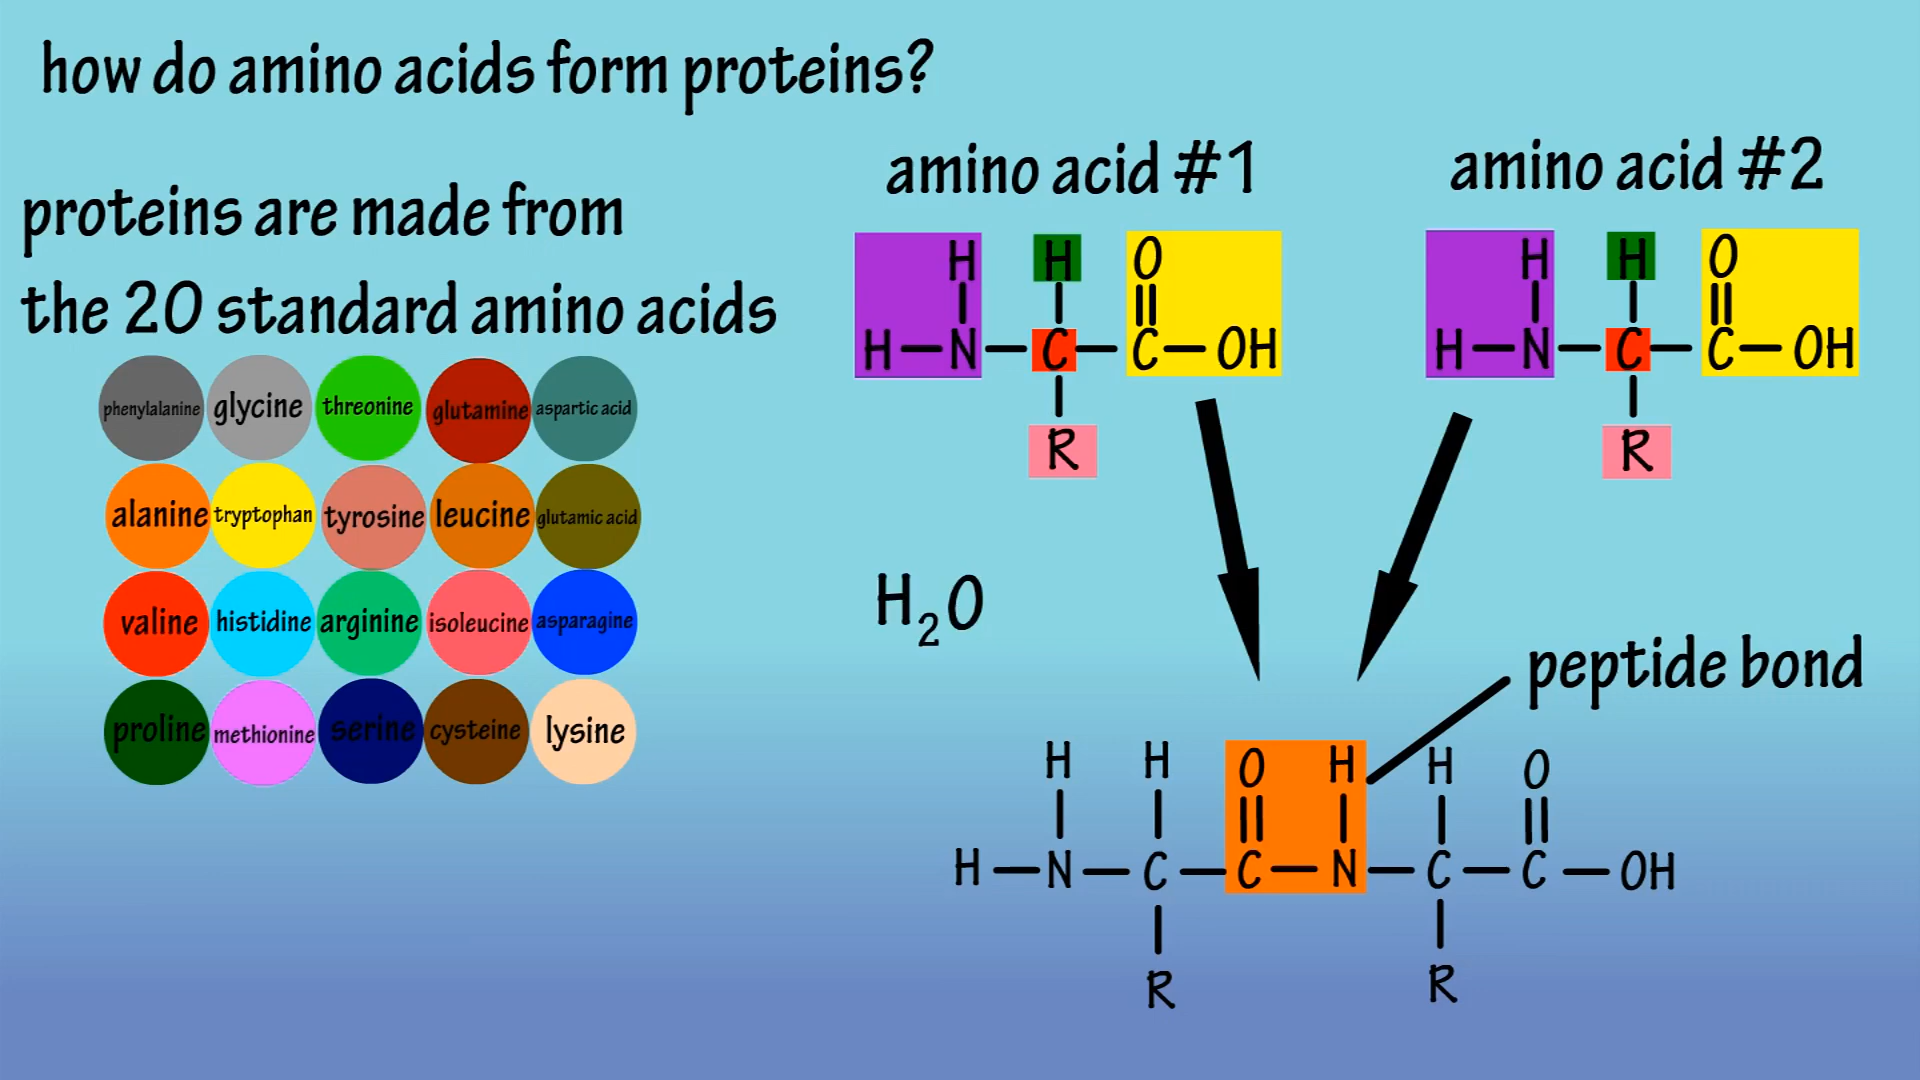 how do amino acids form proteins?
proteins are made from
the 20 standard amino acids
phenylalanine glycine threonine glutamine aspartic acid
alanine tryptophan tyrosine leucine glutamic acid
valine histidine arginine isoleucine asparagine
proline methionine serine cysteine lysine
amino acid #1
H H O
H N C C OH
R
amino acid #2
H H O
H N C C OH
R
H₂O
peptide bond
H H O H H O
H N C C N C C OH
R R